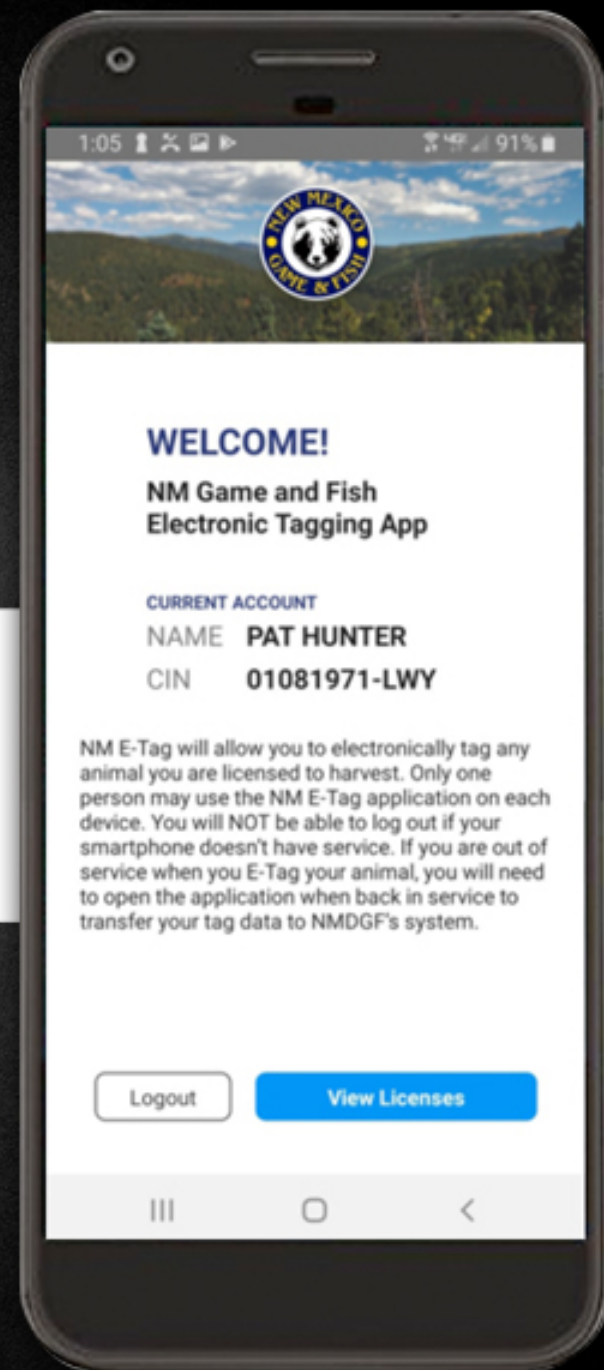 1:05 91%
NEW MEXICO
GAME & FISH
WELCOME!
NM Game and Fish
Electronic Tagging App
CURRENT ACCOUNT
NAME PAT HUNTER
CIN 01081971-LWY
NM E-Tag will allow you to electronically tag any
animal you are licensed to harvest. Only one
person may use the NM E-Tag application on each
device. You will NOT be able to log out if your
smartphone doesn't have service. If you are out of
service when you E-Tag your animal, you will need
to open the application when back in service to
transfer your tag data to NMDGF's system.
Logout View Licenses